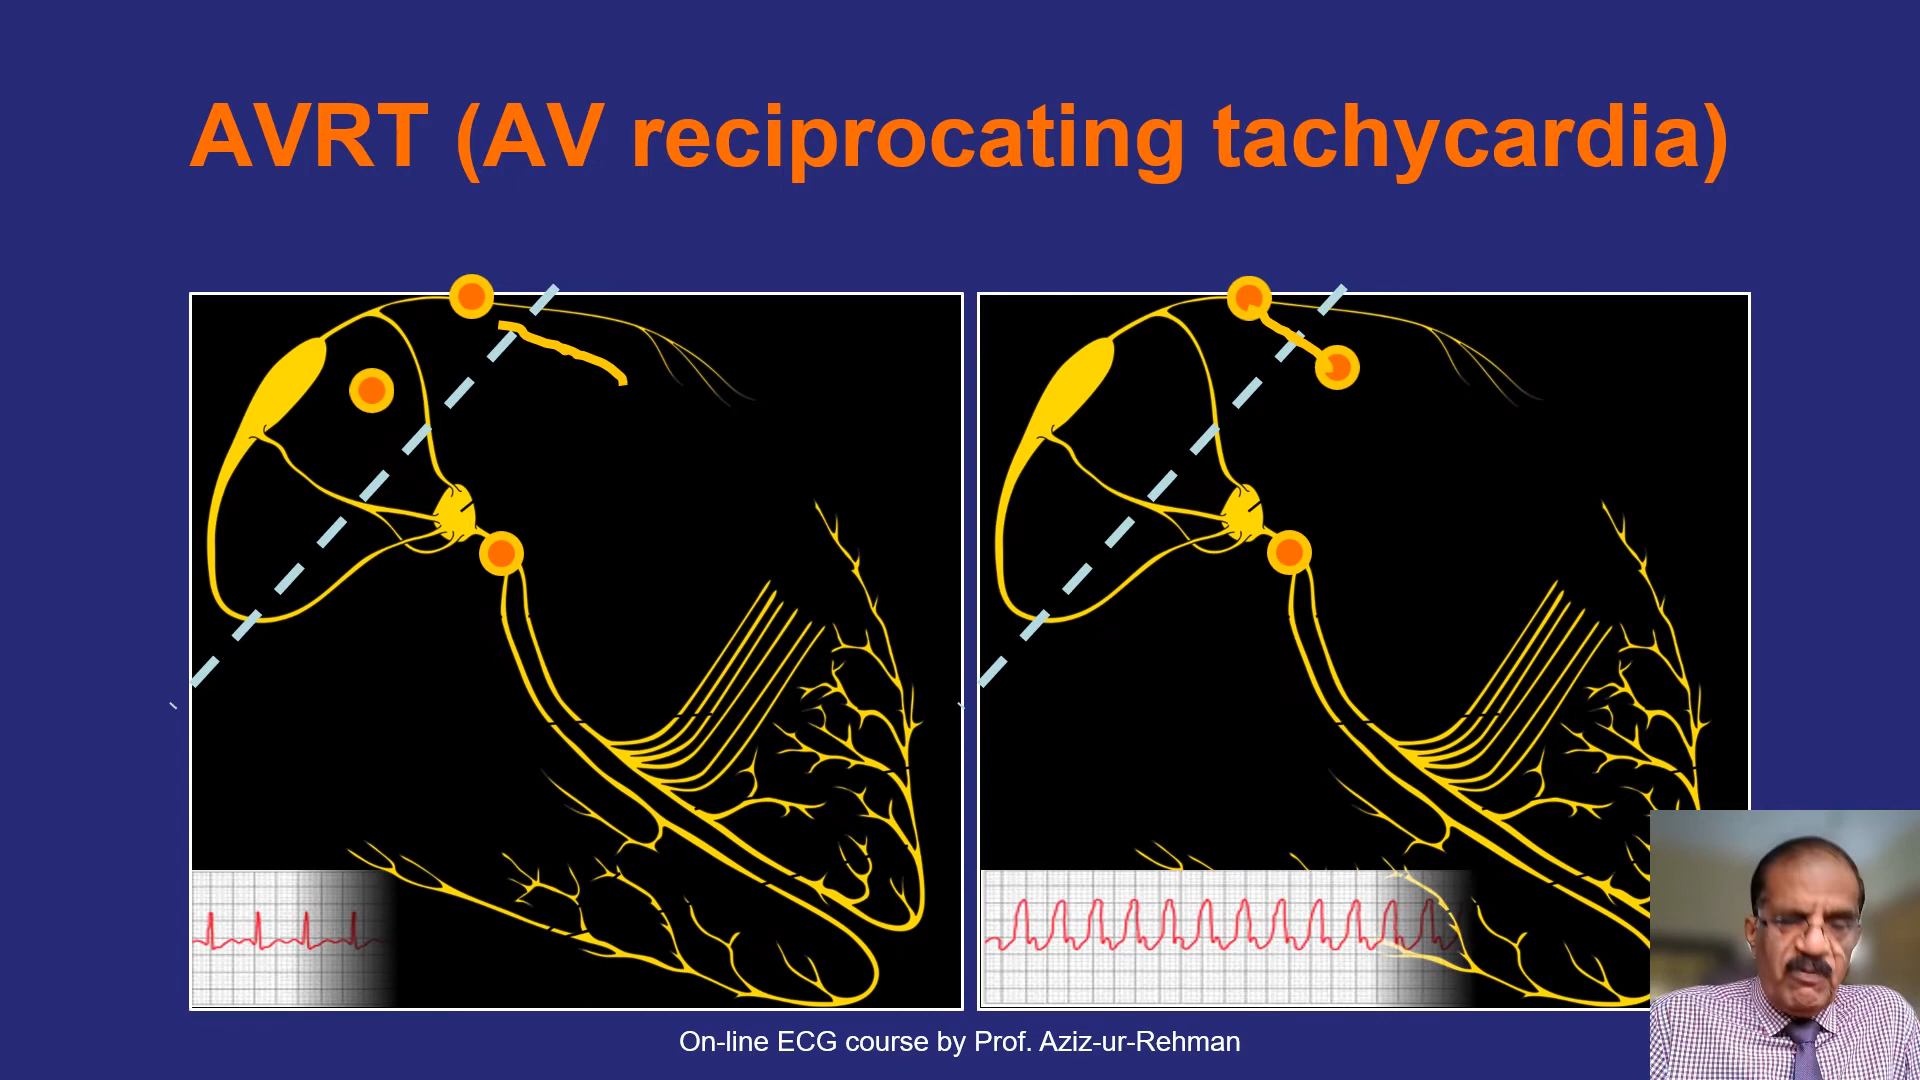 AVRT (AV reciprocating tachycardia)
On-line ECG course by Prof. Aziz-ur-Rehman